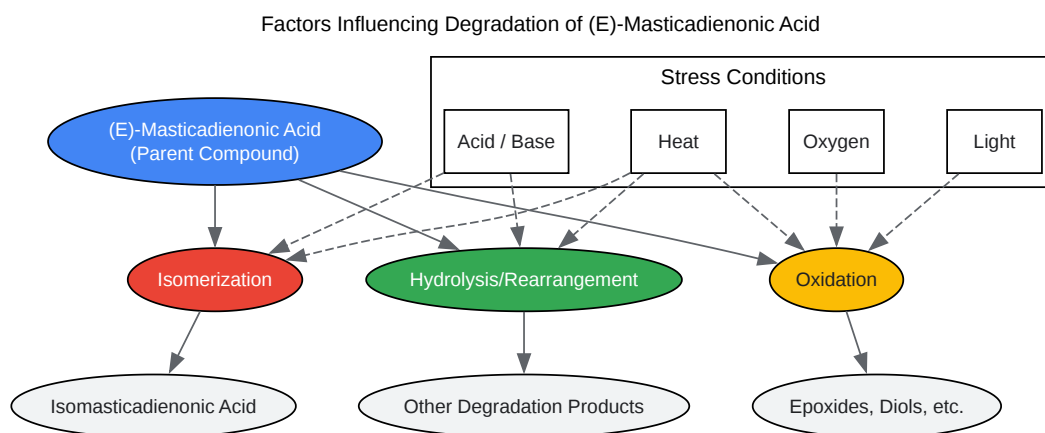 Factors Influencing Degradation of (E)-Masticadienonic Acid
Stress Conditions
(E)-Masticadienonic Acid
(Parent Compound)
Acid / Base
Heat
Oxygen
Light
Isomerization
Hydrolysis/Rearrangement
Oxidation
Isomasticadienonic Acid
Other Degradation Products
Epoxides, Diols, etc.